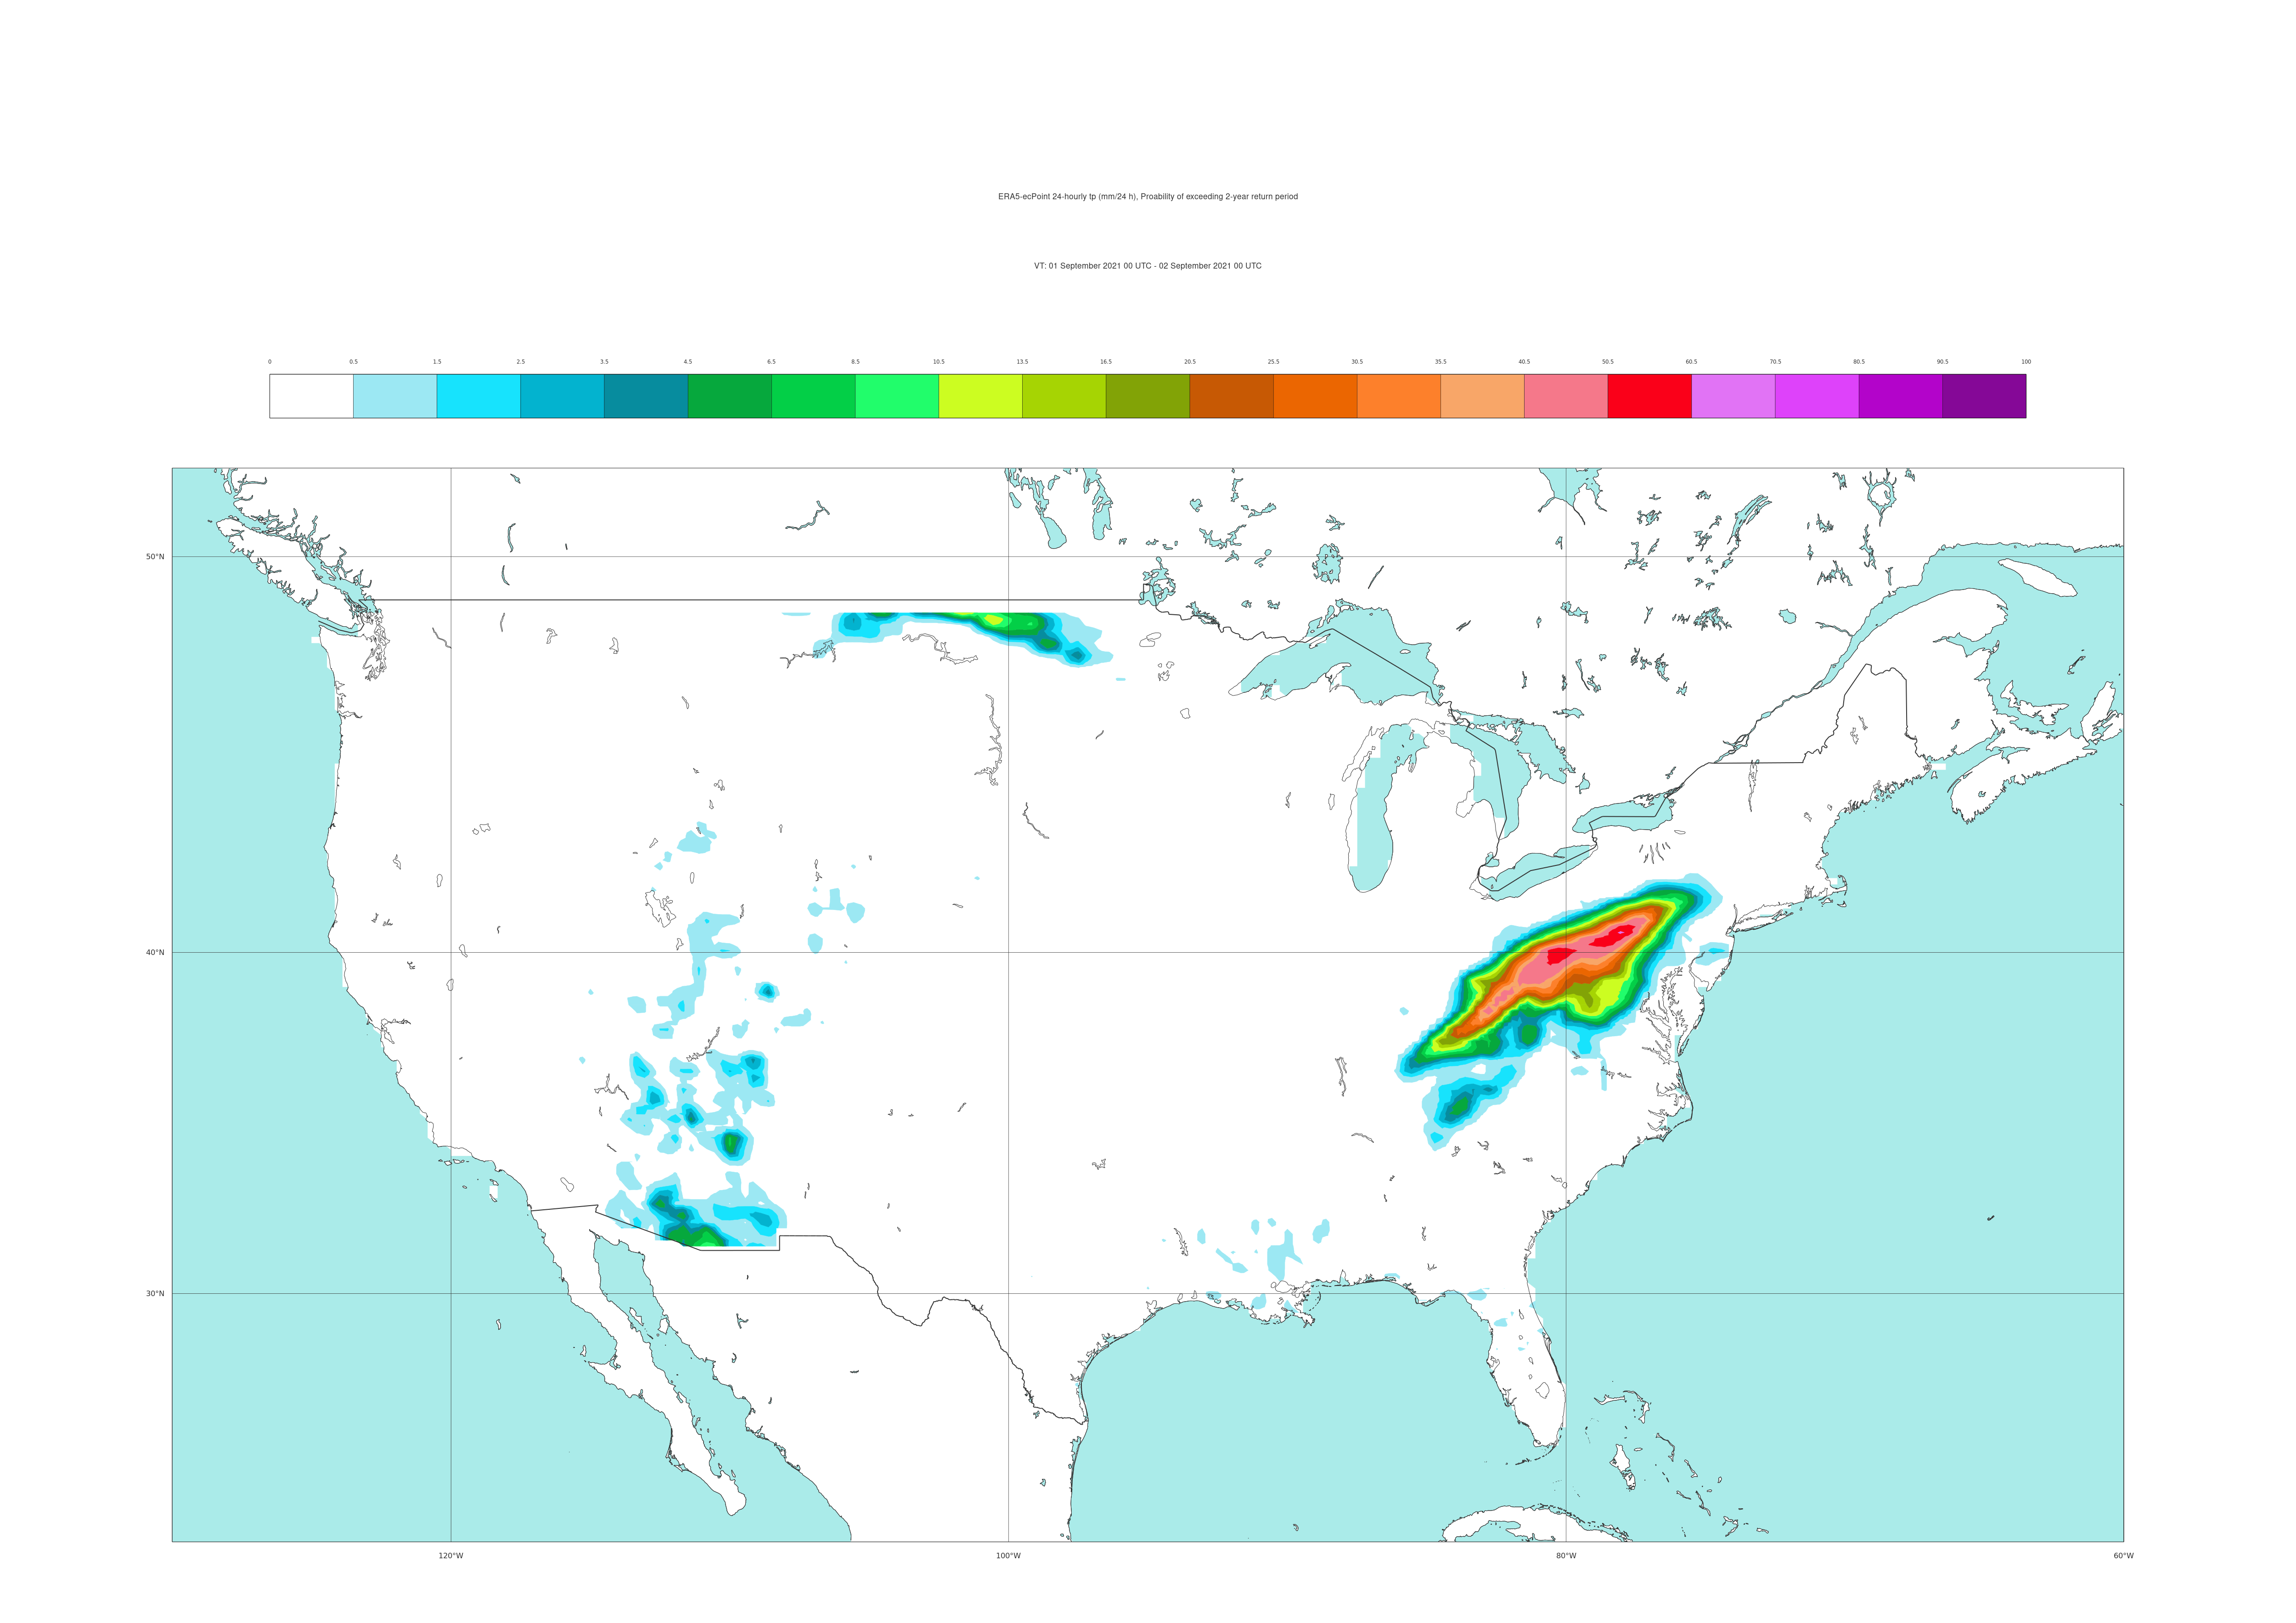 ERA5-ecPoint 24-hourly tp (mm/24 h), Proability of exceeding 2-year return period
VT: 01 September 2021 00 UTC - 02 September 2021 00 UTC
0 0.5 1.5 2.5 3.5 4.5 6.5 8.5 10.5 13.5 16.5 20.5 25.5 30.5 35.5 40.5 50.5 60.5 70.5 80.5 90.5 100
50°N
40°N
30°N
120°W 100°W 80°W 60°W